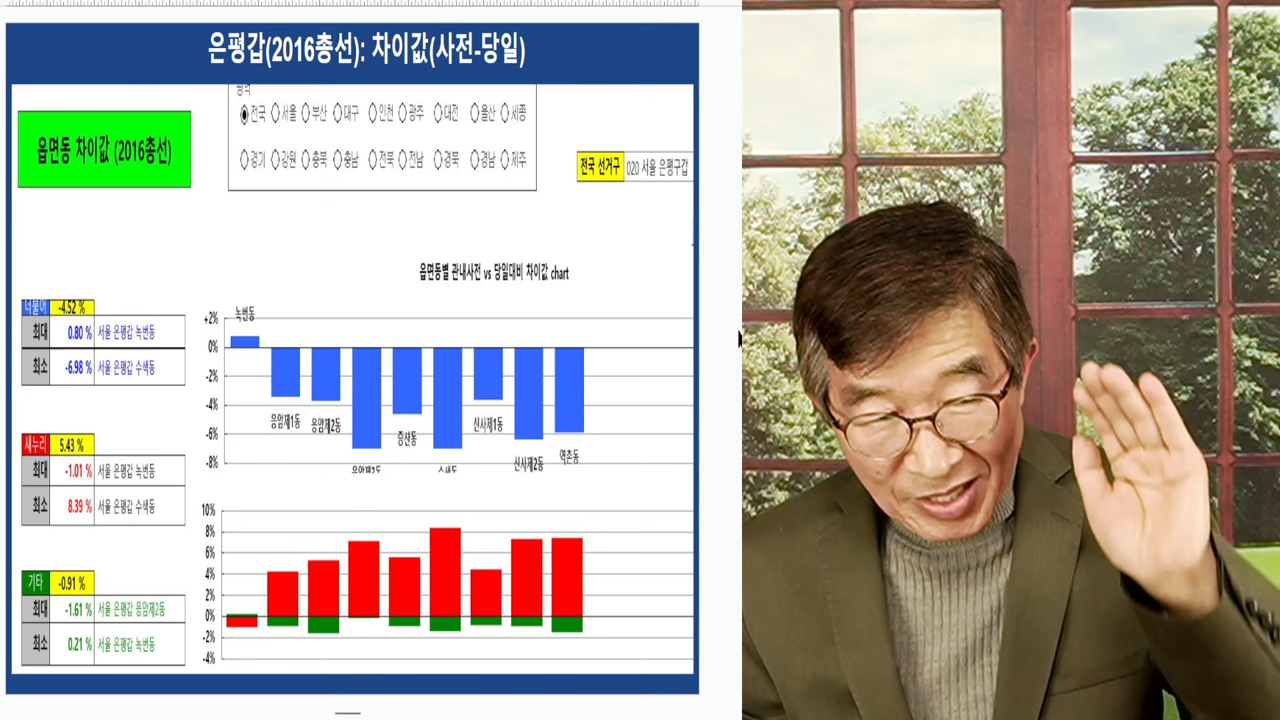 은평갑(2016총선): 차이값(사전-당일)
읍면동 차이값 (2016총선)
전국 서울 부산 대구 인천 광주 대전 울산 세종
경기 강원 충북 충남 전북 전남 경북 경남 제주
전국 선거구 020 서울 은평구갑
읍면동별 관내사전 vs 당일대비 차이값 chart
더불어 -4.52 %
최대 0.80 % 서울 은평갑 녹번동
최소 -6.98 % 서울 은평갑 수색동
새누리 5.43 %
최대 -1.01 % 서울 은평갑 녹번동
최소 8.39 % 서울 은평갑 수색동
기타 -0.91 %
최대 -1.61 % 서울 은평갑 응암제2동
최소 0.21 % 서울 은평갑 녹번동
녹번동
+2%
0%
-2%
-4%
-6%
-8%
응암제1동 응암제2동 증산동 신사제1동
신사제2동 역촌동
10%
8%
6%
4%
2%
0%
-2%
-4%